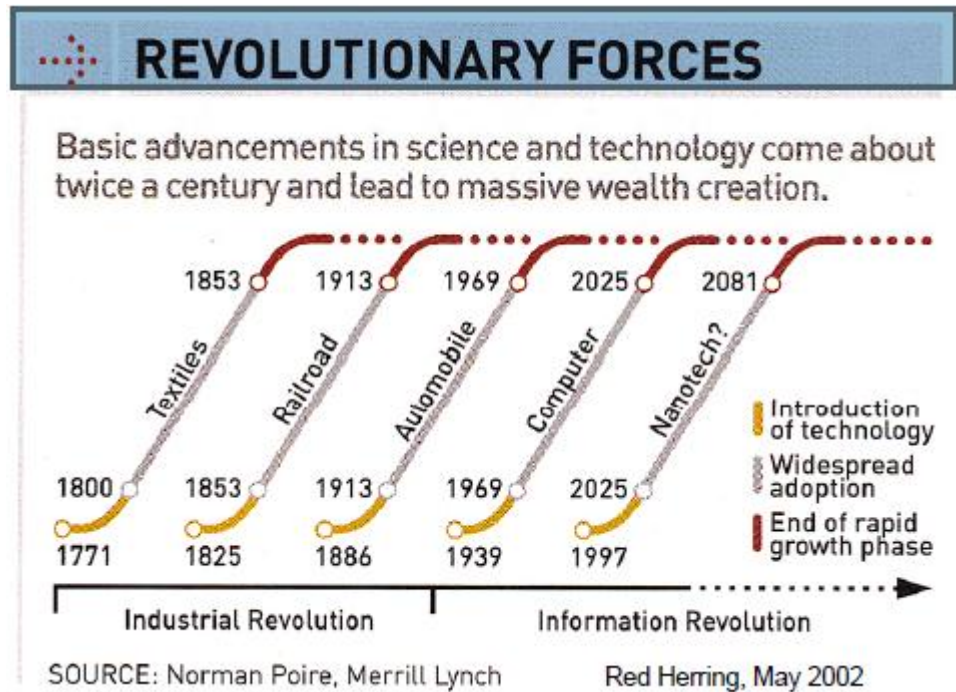 REVOLUTIONARY FORCES
Basic advancements in science and technology come about
twice a century and lead to massive wealth creation.
1853
1913
1969
2025
2081
Textiles
Railroad
Automobile
Computer
Nanotech?
Introduction
of technology
Widespread
adoption
End of rapid
growth phase
1800
1853
1913
1969
2025
1771
1825
1886
1939
1997
Industrial Revolution
Information Revolution
SOURCE: Norman Poire, Merrill Lynch
Red Herring, May 2002